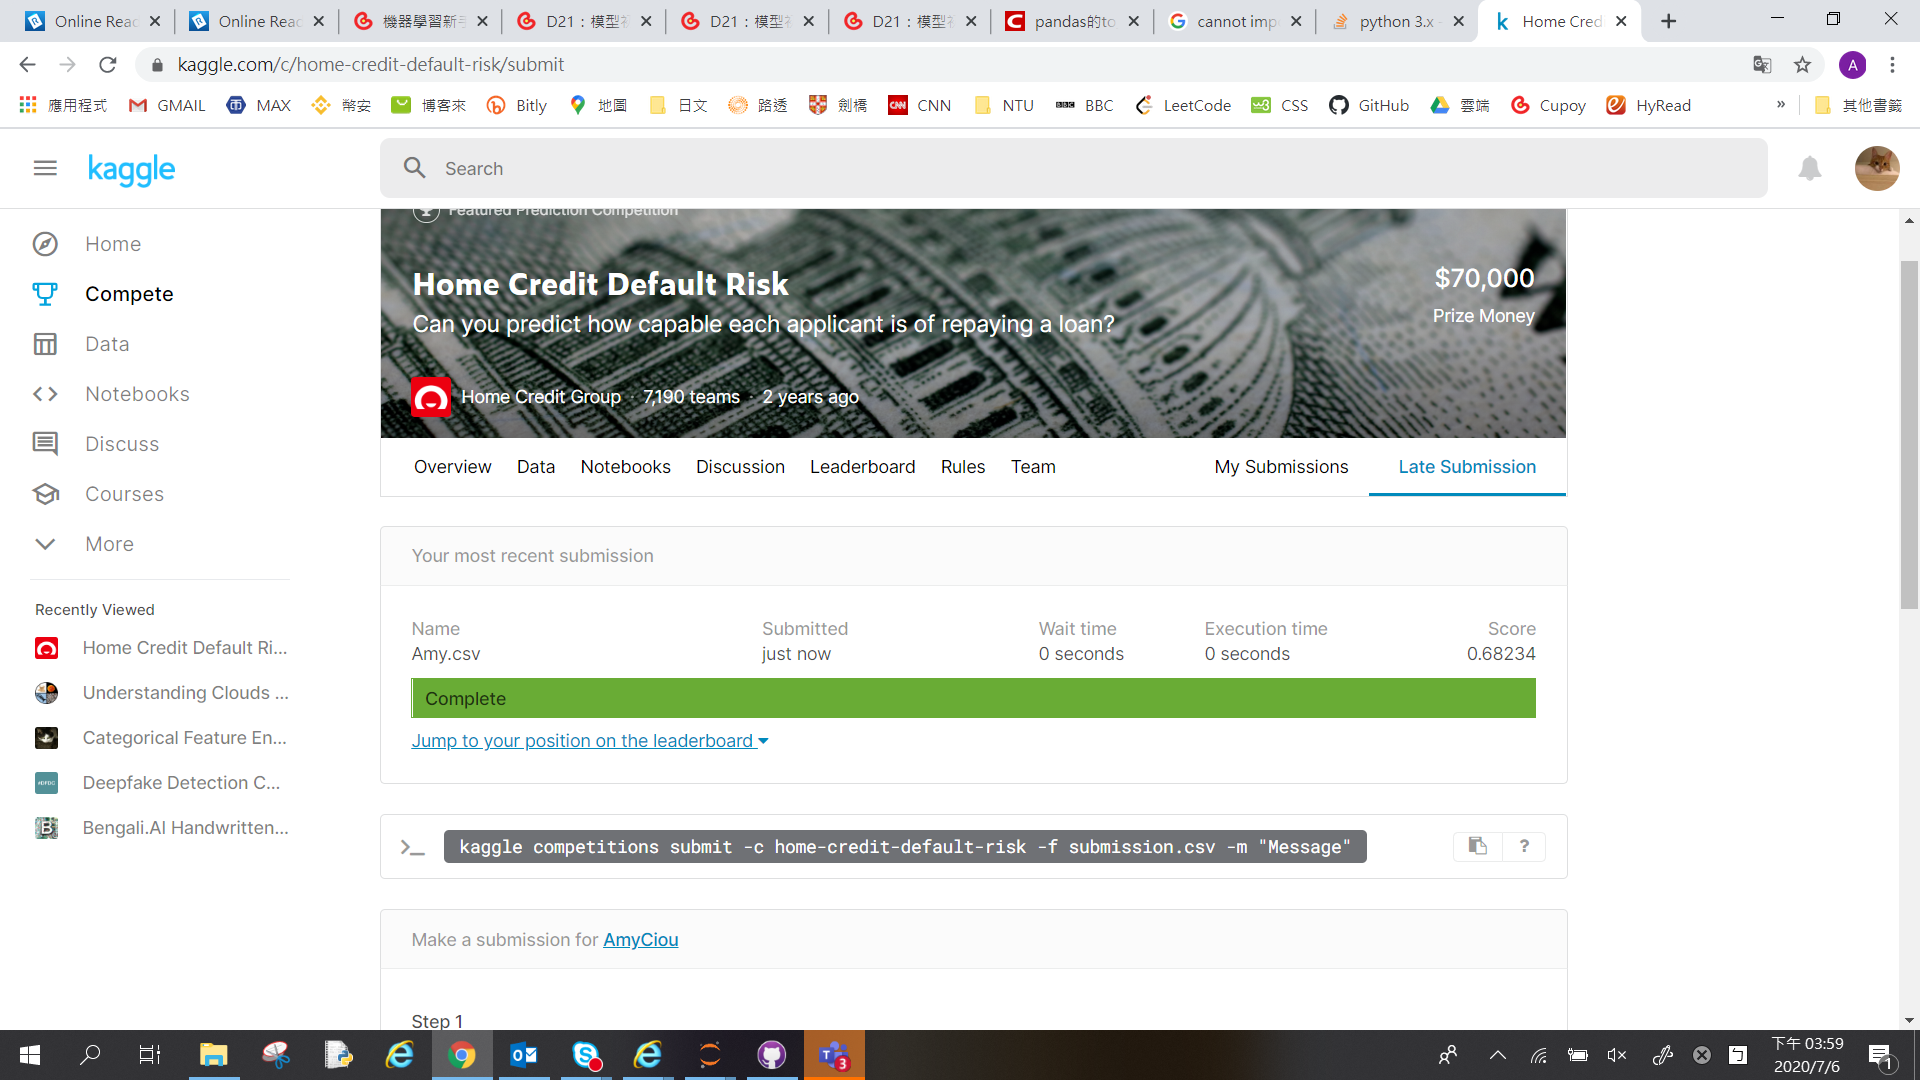 Online Read
Online Read
機器學習新手
D21：模型初
D21：模型初
D21：模型初
pandas的to
cannot imp
python 3.x -
Home Cred
kaggle.com/c/home-credit-default-risk/submit
A
應用程式 GMAIL MAX 幣安 博客來 Bitly 地圖 日文 路透 劍橋 CNN NTU BBC LeetCode CSS GitHub 雲端 Cupoy HyRead » 其他書籤
kaggle
Search
Home
Compete
Data
Notebooks
Discuss
Courses
More
Recently Viewed
Home Credit Default Ri...
Understanding Clouds ...
Categorical Feature En...
Deepfake Detection C...
Bengali.AI Handwritten...
Featured Prediction Competition
Home Credit Default Risk
Can you predict how capable each applicant is of repaying a loan?
$70,000
Prize Money
Home Credit Group · 7,190 teams · 2 years ago
Overview Data Notebooks Discussion Leaderboard Rules Team My Submissions Late Submission
Your most recent submission
Name Submitted Wait time Execution time Score
Amy.csv just now 0 seconds 0 seconds 0.68234
Complete
Jump to your position on the leaderboard
kaggle competitions submit -c home-credit-default-risk -f submission.csv -m "Message"
?
Make a submission for AmyCiou
Step 1
3
下午 03:59
2020/7/6
1